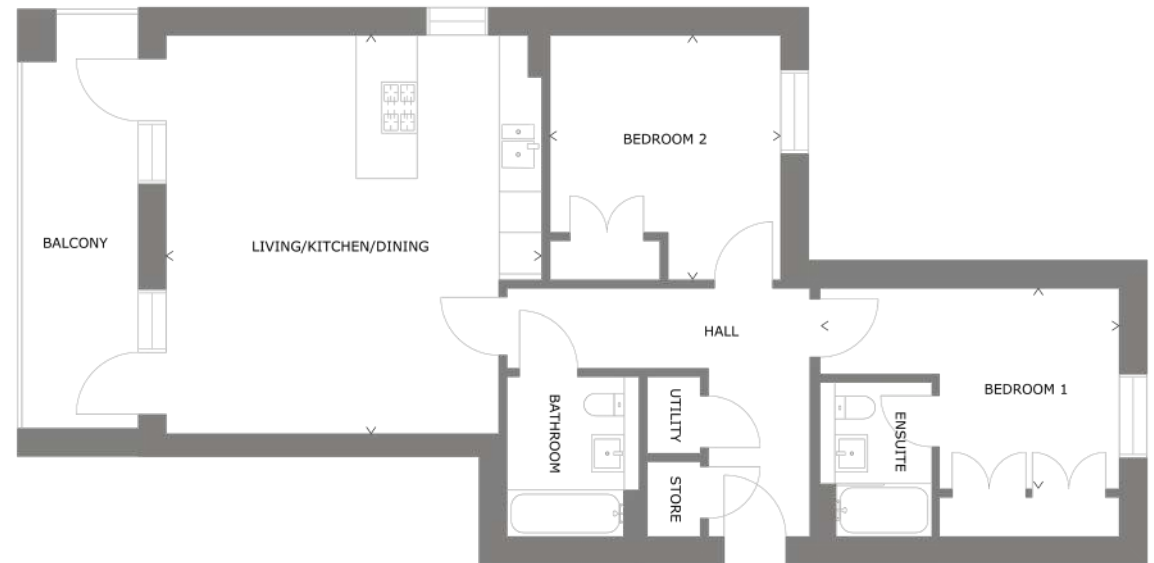 BEDROOM 2
BALCONY
LIVING/KITCHEN/DINING
HALL
BEDROOM 1
BATHROOM
UTILITY
ENSUITE
STORE